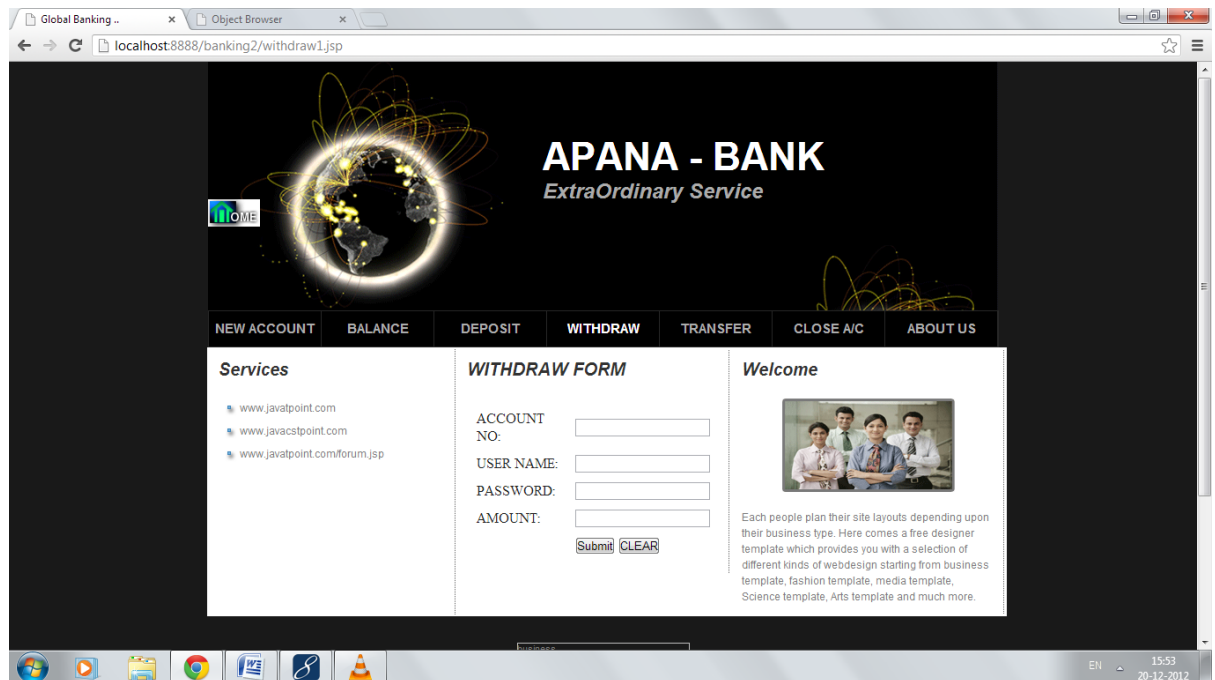 Global Banking ..
Object Browser
localhost:8888/banking2/withdraw1.jsp
APANA - BANK
ExtraOrdinary Service
HOME
NEW ACCOUNT BALANCE DEPOSIT WITHDRAW TRANSFER CLOSE A/C ABOUT US
Services
www.javatpoint.com
www.javacstpoint.com
www.javatpoint.com/forum.jsp
WITHDRAW FORM
ACCOUNT
NO:
USER NAME:
PASSWORD:
AMOUNT:
Submit CLEAR
Welcome
Each people plan their site layouts depending upon
their business type. Here comes a free designer
template which provides you with a selection of
different kinds of webdesign starting from business
template, fashion template, media template,
Science template, Arts template and much more.
business
EN
15:53
20-12-2012